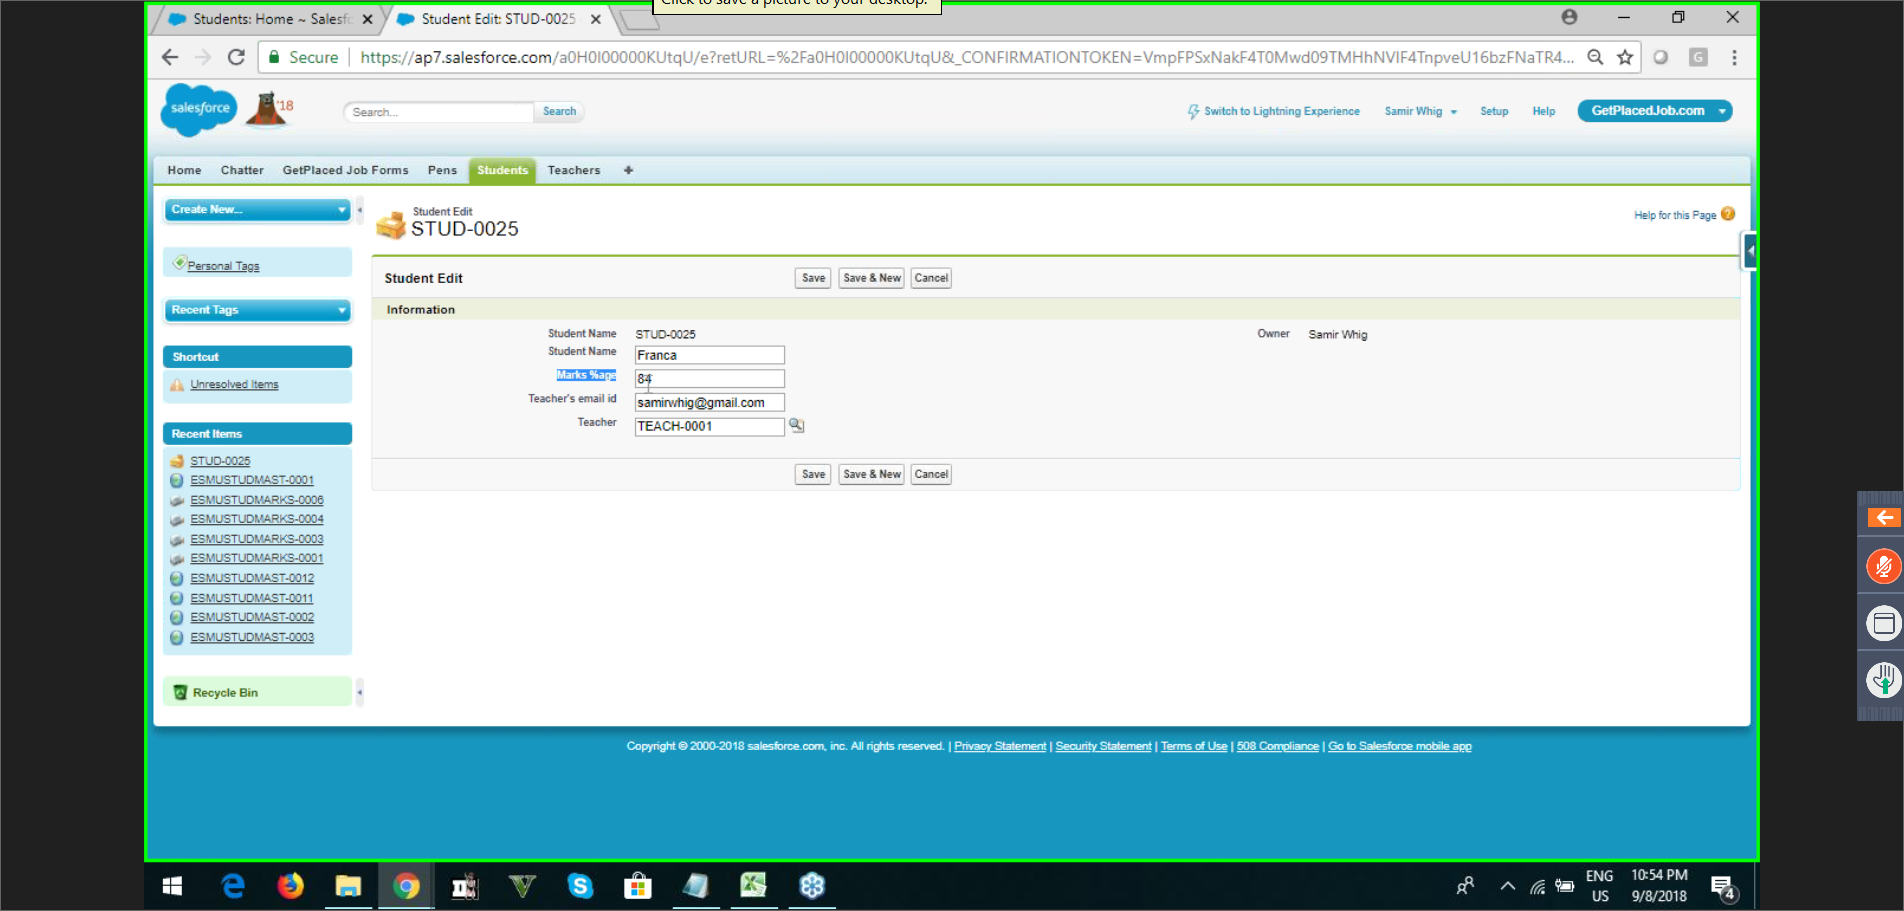 Click to save a picture to your desktop.
Students: Home ~ Salesfo
Student Edit: STUD-0025
Secure
https://ap7.salesforce.com/a0H0I00000KUtqU/e?retURL=%2Fa0H0I00000KUtqU&_CONFIRMATIONTOKEN=VmpFPSxNakF4T0Mwd09TMHhNVlF4TnpveU16bzFNaTR4...
G
salesforce
'18
Search...
Search
Switch to Lightning Experience
Samir Whig
Setup
Help
GetPlacedJob.com
Home
Chatter
GetPlaced Job Forms
Pens
Students
Teachers
Create New...
Personal Tags
Recent Tags
Shortcut
Unresolved Items
Recent Items
STUD-0025
ESMUSTUDMAST-0001
ESMUSTUDMARKS-0006
ESMUSTUDMARKS-0004
ESMUSTUDMARKS-0003
ESMUSTUDMARKS-0001
ESMUSTUDMAST-0012
ESMUSTUDMAST-0011
ESMUSTUDMAST-0002
ESMUSTUDMAST-0003
Recycle Bin
Student Edit
STUD-0025
Help for this Page
Student Edit
Save
Save & New
Cancel
Information
Student Name STUD-0025
Owner Samir Whig
Student Name Franca
Marks %age 84
Teacher's email id samirwhig@gmail.com
Teacher TEACH-0001
Save
Save & New
Cancel
Copyright © 2000-2018 salesforce.com, inc. All rights reserved. | Privacy Statement | Security Statement | Terms of Use | 508 Compliance | Go to Salesforce mobile app
ENG
US
10:54 PM
9/8/2018
4